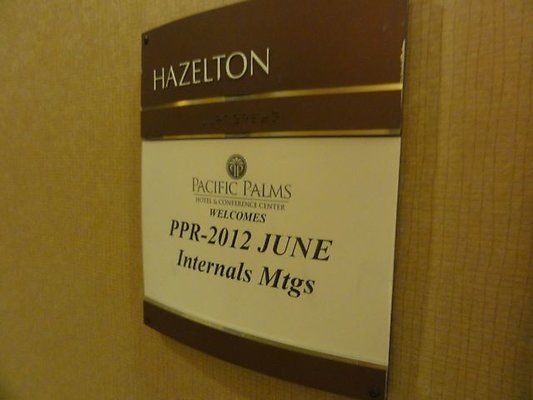 HAZELTON
PACIFIC PALMS
HOTEL & CONFERENCE CENTER
WELCOMES
PPR-2012 JUNE
Internals Mtgs